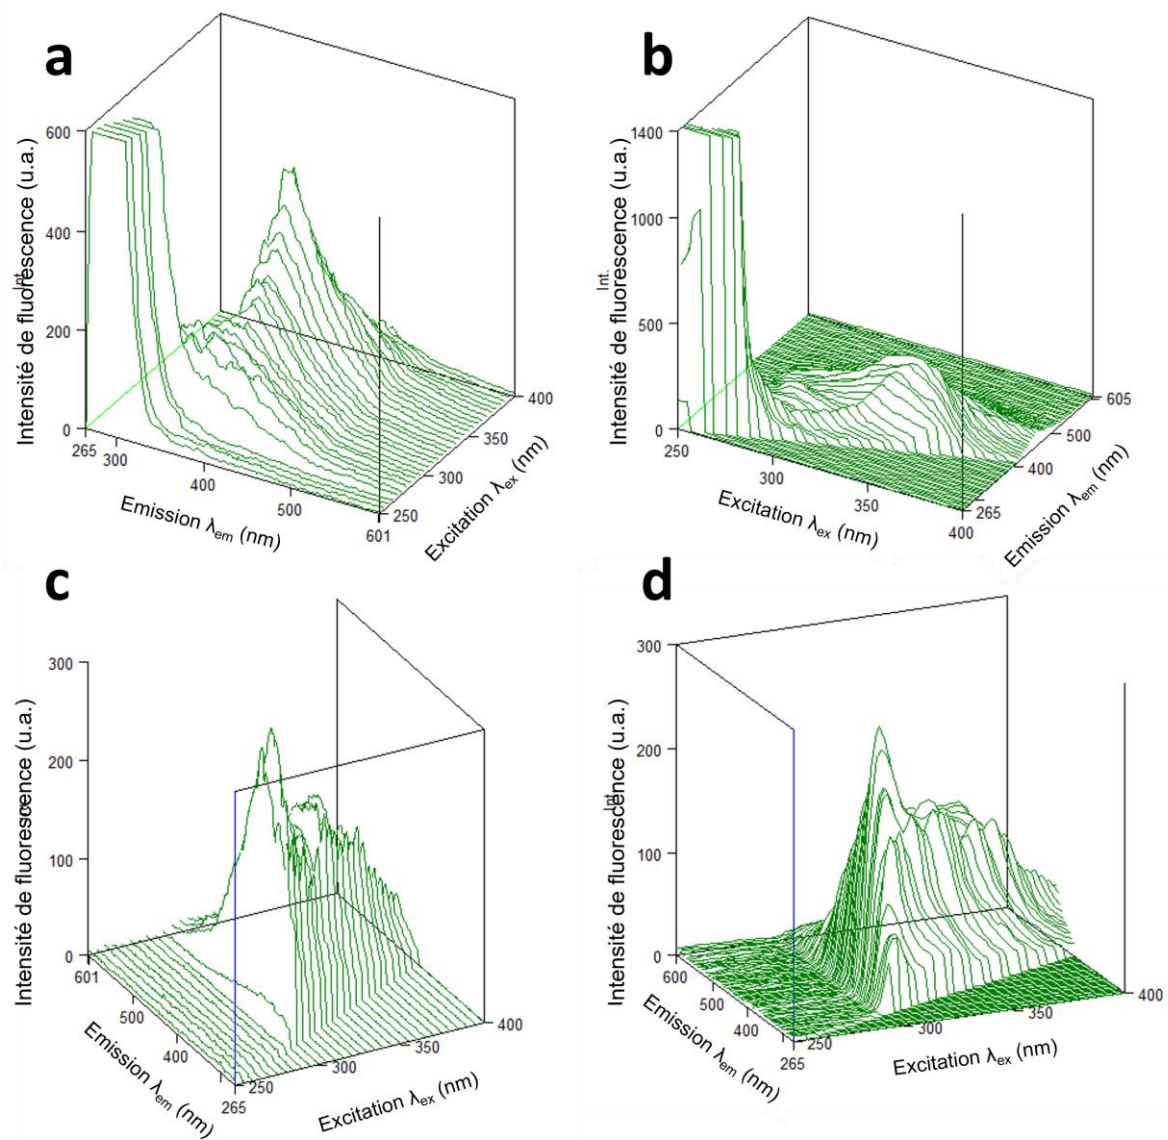 a
600
400
200
0
Intensité de fluorescence (u.a.)
Int.
265
300
400
500
601
Emission λem (nm)
250
300
350
400
Excitation λex (nm)
b
1400
1000
500
0
Intensité de fluorescence (u.a.)
Int.
250
300
350
400
Excitation λex (nm)
265
400
500
605
Emission λem (nm)
c
300
200
100
0
Intensité de fluorescence (u.a.)
601
500
400
265
Emission λem (nm)
250
300
350
400
Excitation λex (nm)
d
300
200
100
0
Intensité de fluorescence (u.a.)
Int.
600
500
400
265
Emission λem (nm)
250
300
350
400
Excitation λex (nm)